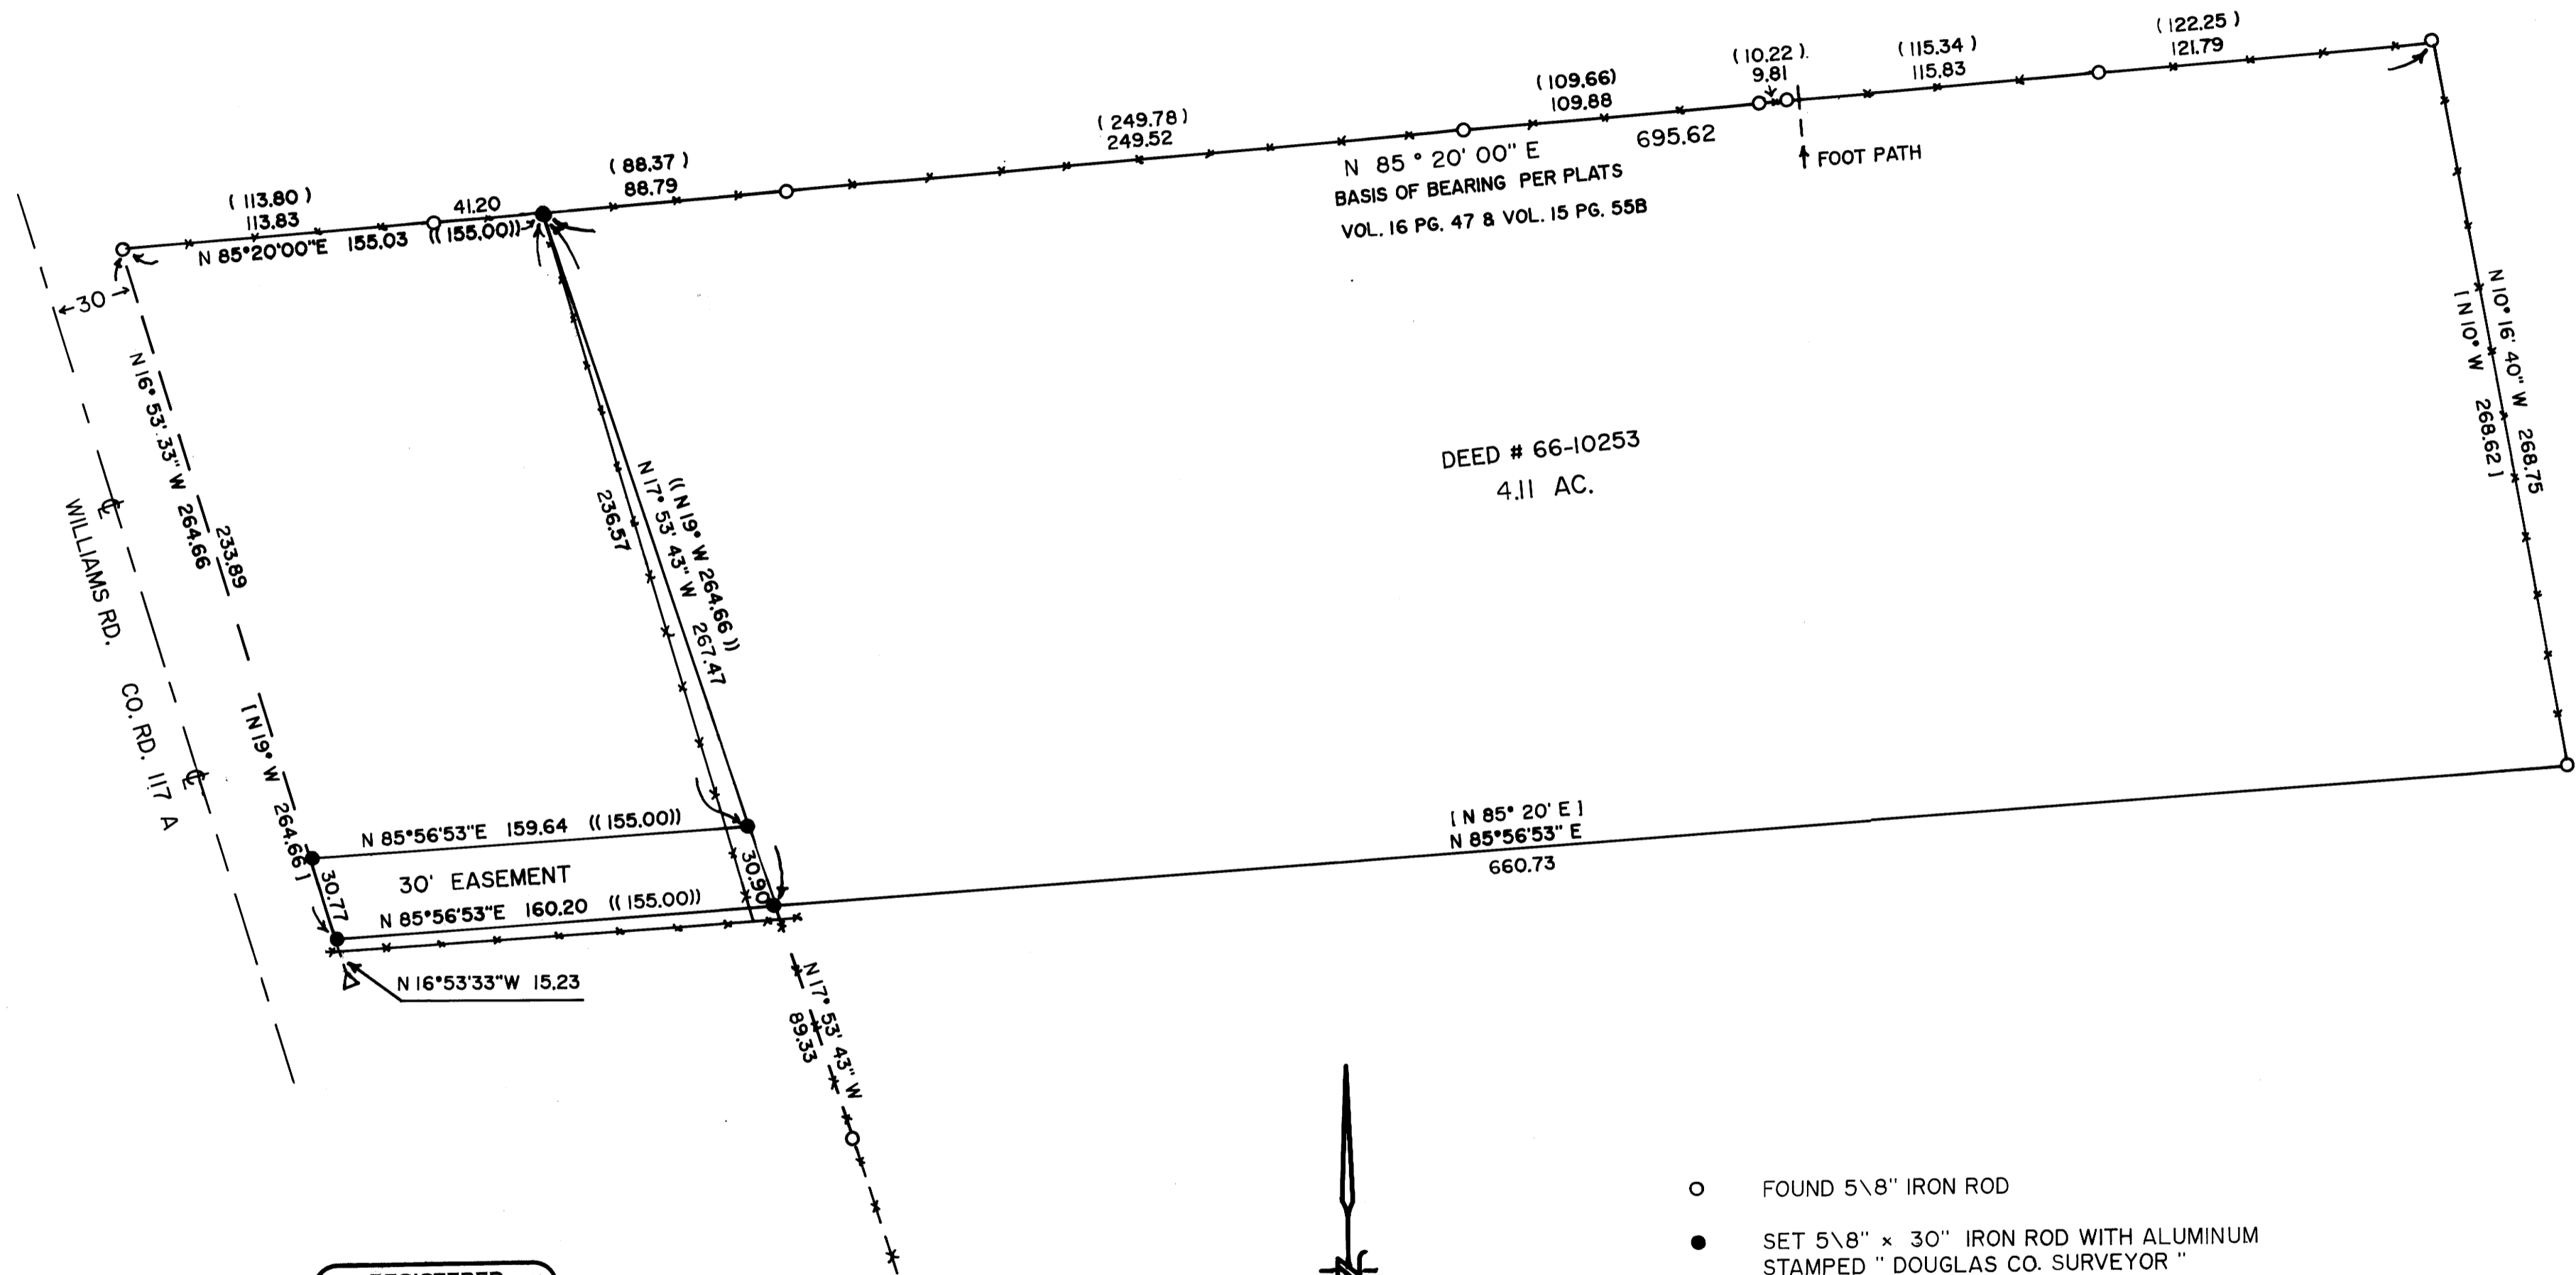 ( 122.25 )
121.79
( 115.34 )
115.83
( 10.22 )
9.81
( 109.66 )
109.88
695.62
FOOT PATH
( 249.78 )
249.52
N 85° 20' 00" E
BASIS OF BEARING PER PLATS
VOL. 16 PG. 47 & VOL. 15 PG. 55B
( 88.37 )
88.79
( 113.80 )
113.83
41.20
N 85°20'00"E 155.03 ((155.00))
30
N 16° 53' 33" W 264.66
233.89
[ N 19° W 264.66 ]
WILLIAMS RD. CO. RD. 117 A
℄
℄
236.57
(( N 19° W 264.66 ))
N 17° 53' 43" W 267.47
DEED # 66-10253
4.11 AC.
N 10° 16' 40" W 268.75
[ N 10° W 268.62 ]
N 85°56'53"E 159.64 (( 155.00))
30' EASEMENT
30.77
30.90
N 85°56'53"E 160.20 (( 155.00))
N 16°53'33"W 15.23
[ N 85° 20' E ]
N 85°56'53" E
660.73
N 17° 53' 43" W
89.33
N
FOUND 5\8" IRON ROD
SET 5\8" x 30" IRON ROD WITH ALUMINUM
STAMPED " DOUGLAS CO. SURVEYOR "